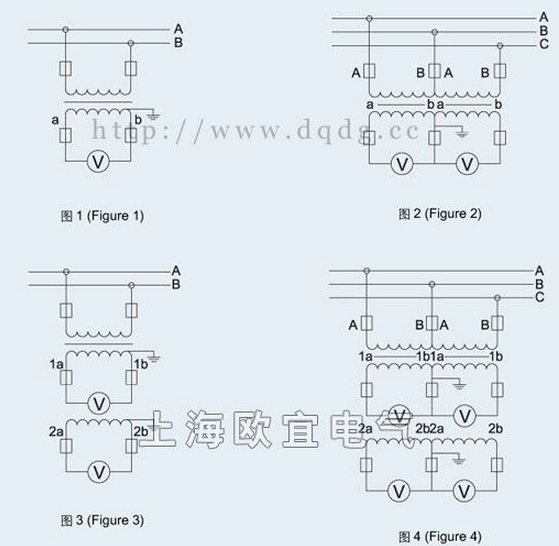 A
B
a
b
V
图 1 (Figure 1)
A
B
C
A
B
A
B
a
b
a
b
V
V
图 2 (Figure 2)
http://www.dqdg.cc
A
B
1a
1b
V
2a
2b
V
图 3 (Figure 3)
A
B
C
A
B
A
B
1a
1b1a
1b
V
V
2a
2b2a
2b
V
V
图 4 (Figure 4)
上海欧宜电气